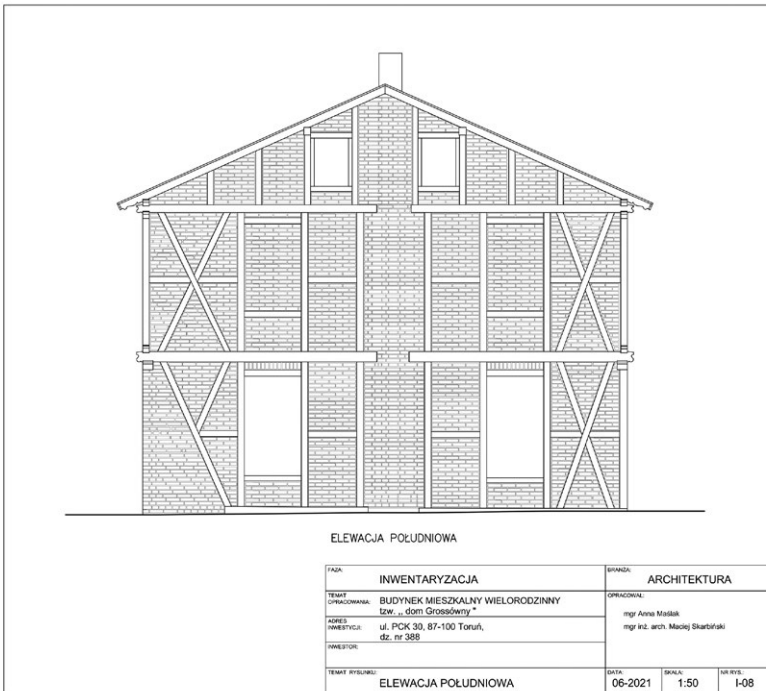 ELEWACJA POŁUDNIOWA
FAZA:
INWENTARYZACJA
BRANŻA:
ARCHITEKTURA
TEMAT OPRACOWANIA:
BUDYNEK MIESZKALNY WIELORODZINNY
tzw. „ dom Grossówny "
OPRACOWAŁ:
mgr Anna Maślak
mgr inż. arch. Maciej Skarbiński
ADRES INWESTYCJI:
ul. PCK 30, 87-100 Toruń,
dz. nr 388
INWESTOR:
TEMAT RYSUNKU:
ELEWACJA POŁUDNIOWA
DATA:
06-2021
SKALA:
1:50
NR RYS.:
I-08